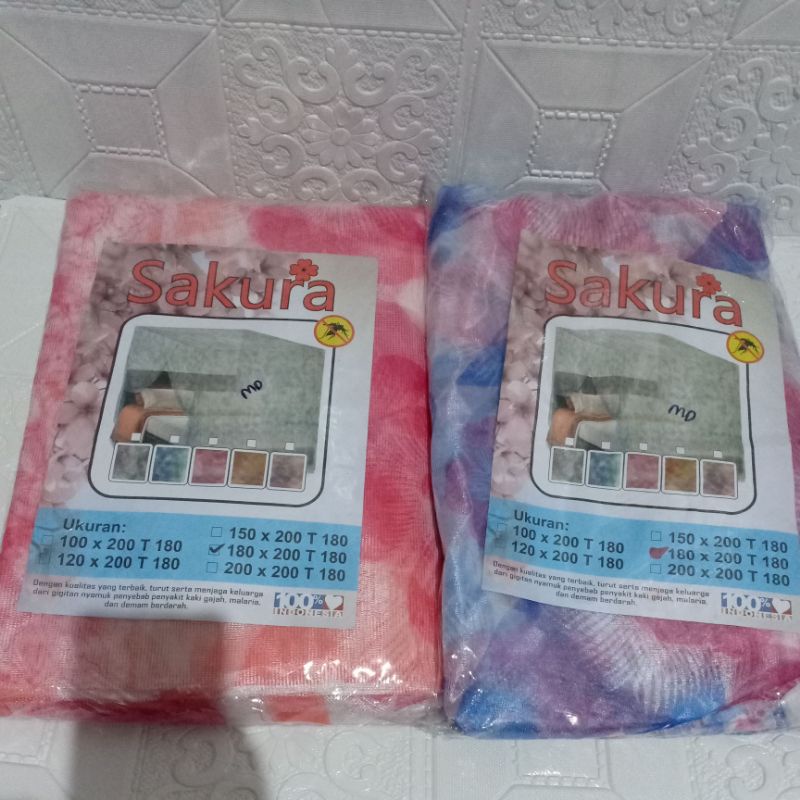 Sakura
MD
Ukuran:
100 x 200 T 180
120 x 200 T 180
150 x 200 T 180
180 x 200 T 180
200 x 200 T 180
Dengan kualitas yang terbaik, turut serta menjaga keluarga
dari gigitan nyamuk penyebab penyakit kaki gajah, malaria,
dan demam berdarah.
100%
INDONESIA
Sakura
MD
Ukuran:
100 x 200 T 180
120 x 200 T 180
150 x 200 T 180
180 x 200 T 180
200 x 200 T 180
Dengan kualitas yang terbaik, turut serta menjaga keluarga
dari gigitan nyamuk penyebab penyakit kaki gajah, malaria,
dan demam berdarah.
100%
INDONESIA